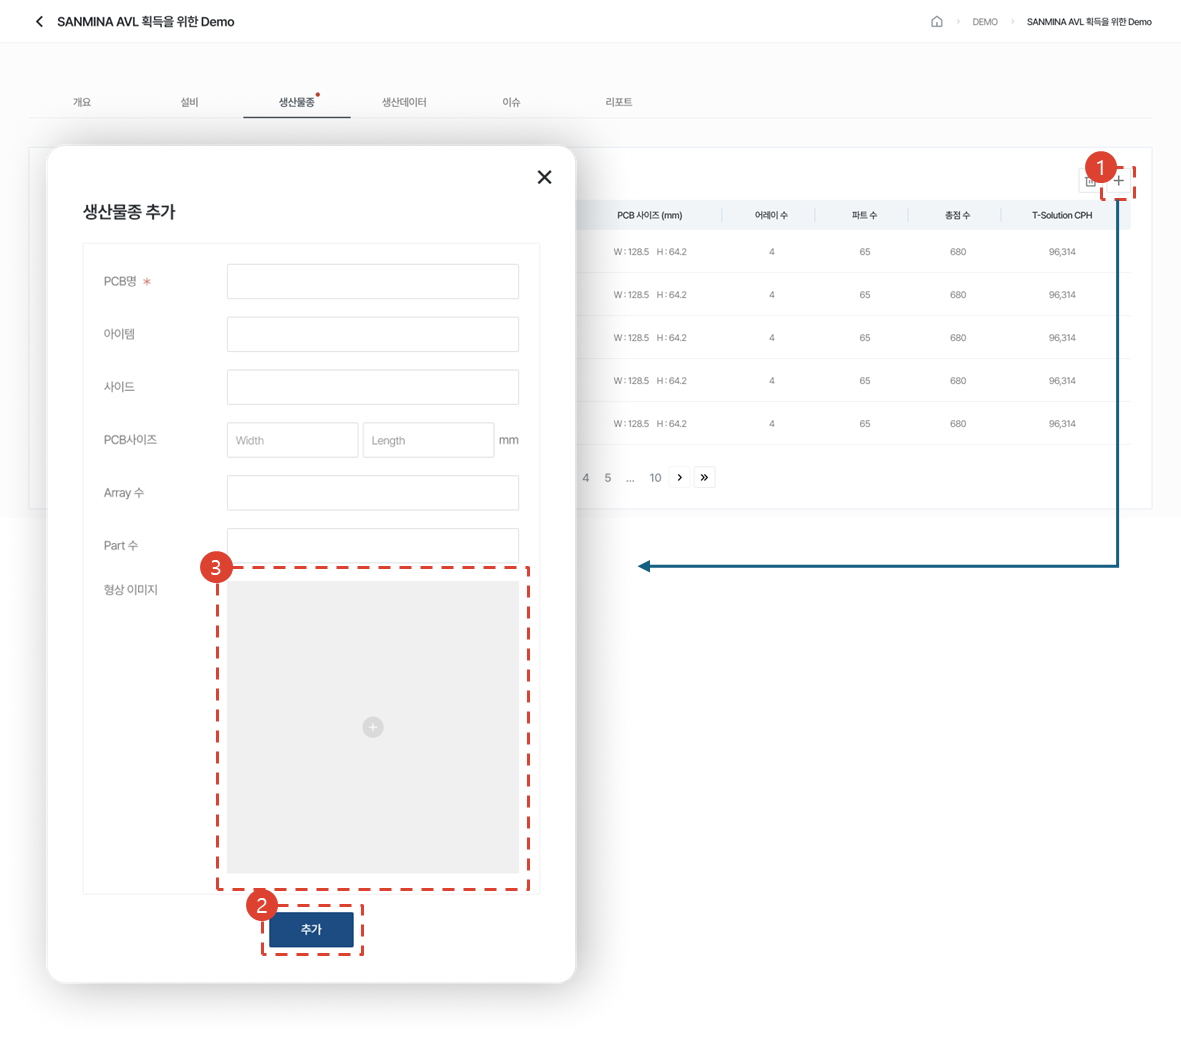 SANMINA AVL 획득을 위한 Demo
DEMO
SANMINA AVL 획득을 위한 Demo
개요
설비
생산물종
생산데이터
이슈
리포트
1
생산물종 추가
PCB 사이즈 (mm)
어레이 수
파트 수
총점 수
T-Solution CPH
W : 128.5 H : 64.2
4
65
680
96,314
W : 128.5 H : 64.2
4
65
680
96,314
W : 128.5 H : 64.2
4
65
680
96,314
W : 128.5 H : 64.2
4
65
680
96,314
W : 128.5 H : 64.2
4
65
680
96,314
4 5 ... 10
PCB명 *
아이템
사이드
PCB사이즈
Width
Length
mm
Array 수
Part 수
3
형상 이미지
2
추가